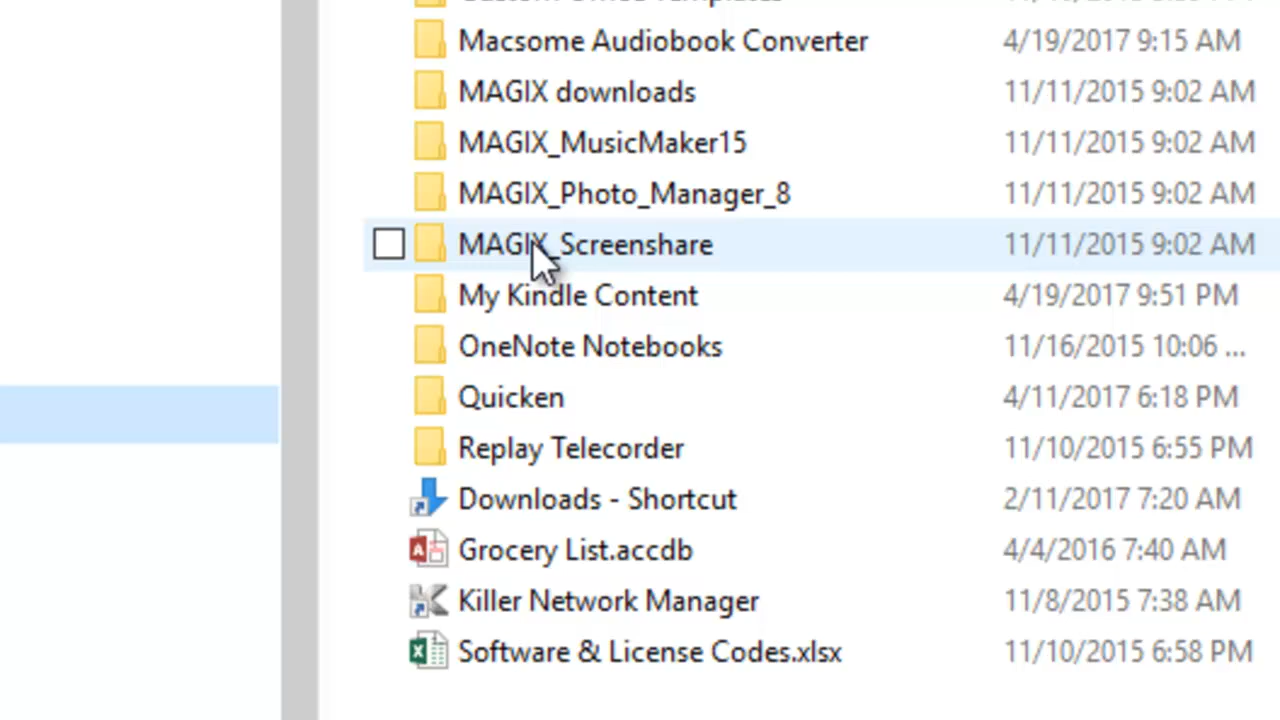 Custom Office Templates
Macsome Audiobook Converter 4/19/2017 9:15 AM
MAGIX downloads 11/11/2015 9:02 AM
MAGIX_MusicMaker15 11/11/2015 9:02 AM
MAGIX_Photo_Manager_8 11/11/2015 9:02 AM
MAGIX_Screenshare 11/11/2015 9:02 AM
My Kindle Content 4/19/2017 9:51 PM
OneNote Notebooks 11/16/2015 10:06 ...
Quicken 4/11/2017 6:18 PM
Replay Telecorder 11/10/2015 6:55 PM
Downloads - Shortcut 2/11/2017 7:20 AM
Grocery List.accdb 4/4/2016 7:40 AM
Killer Network Manager 11/8/2015 7:38 AM
Software & License Codes.xlsx 11/10/2015 6:58 PM